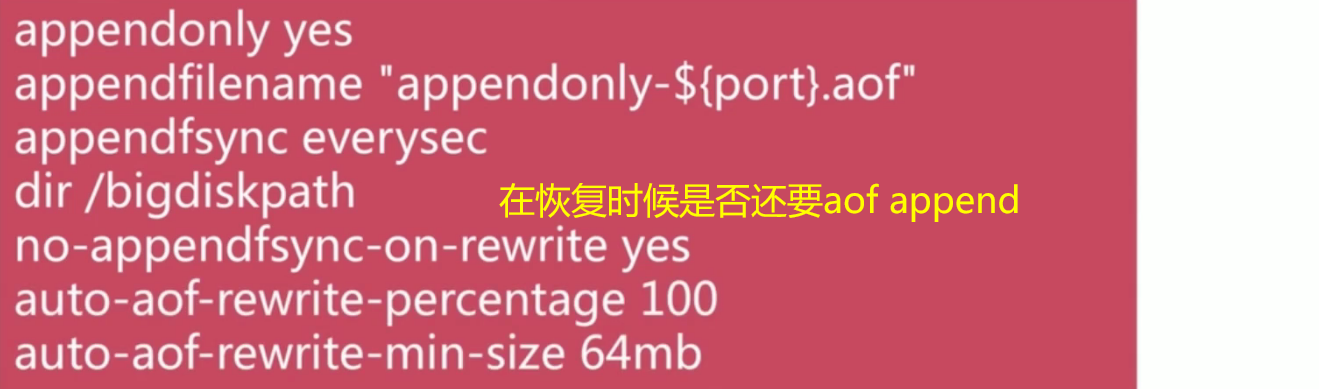 appendonly yes
appendfilename "appendonly-${port}.aof"
appendfsync everysec
dir /bigdiskpath
在恢复时候是否还要aof append
no-appendfsync-on-rewrite yes
auto-aof-rewrite-percentage 100
auto-aof-rewrite-min-size 64mb